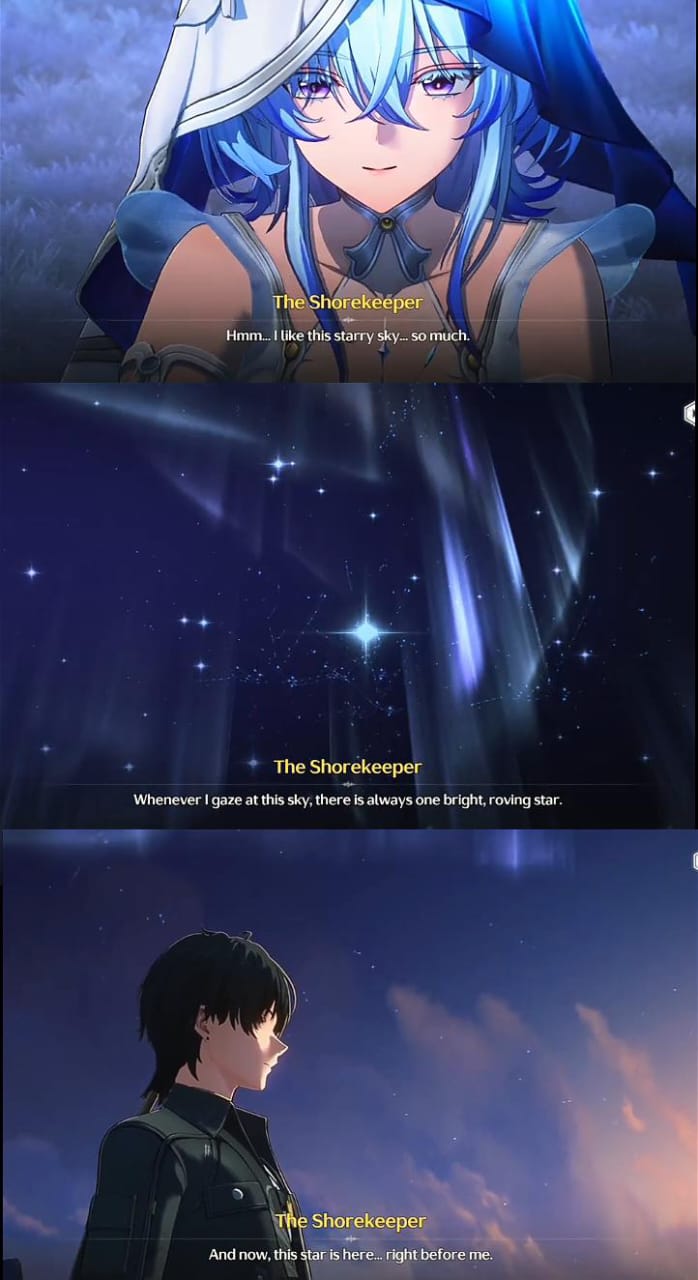 The Shorekeeper
Hmm... I like this starry sky... so much.
The Shorekeeper
Whenever I gaze at this sky, there is always one bright, roving star.
The Shorekeeper
And now, this star is here... right before me.